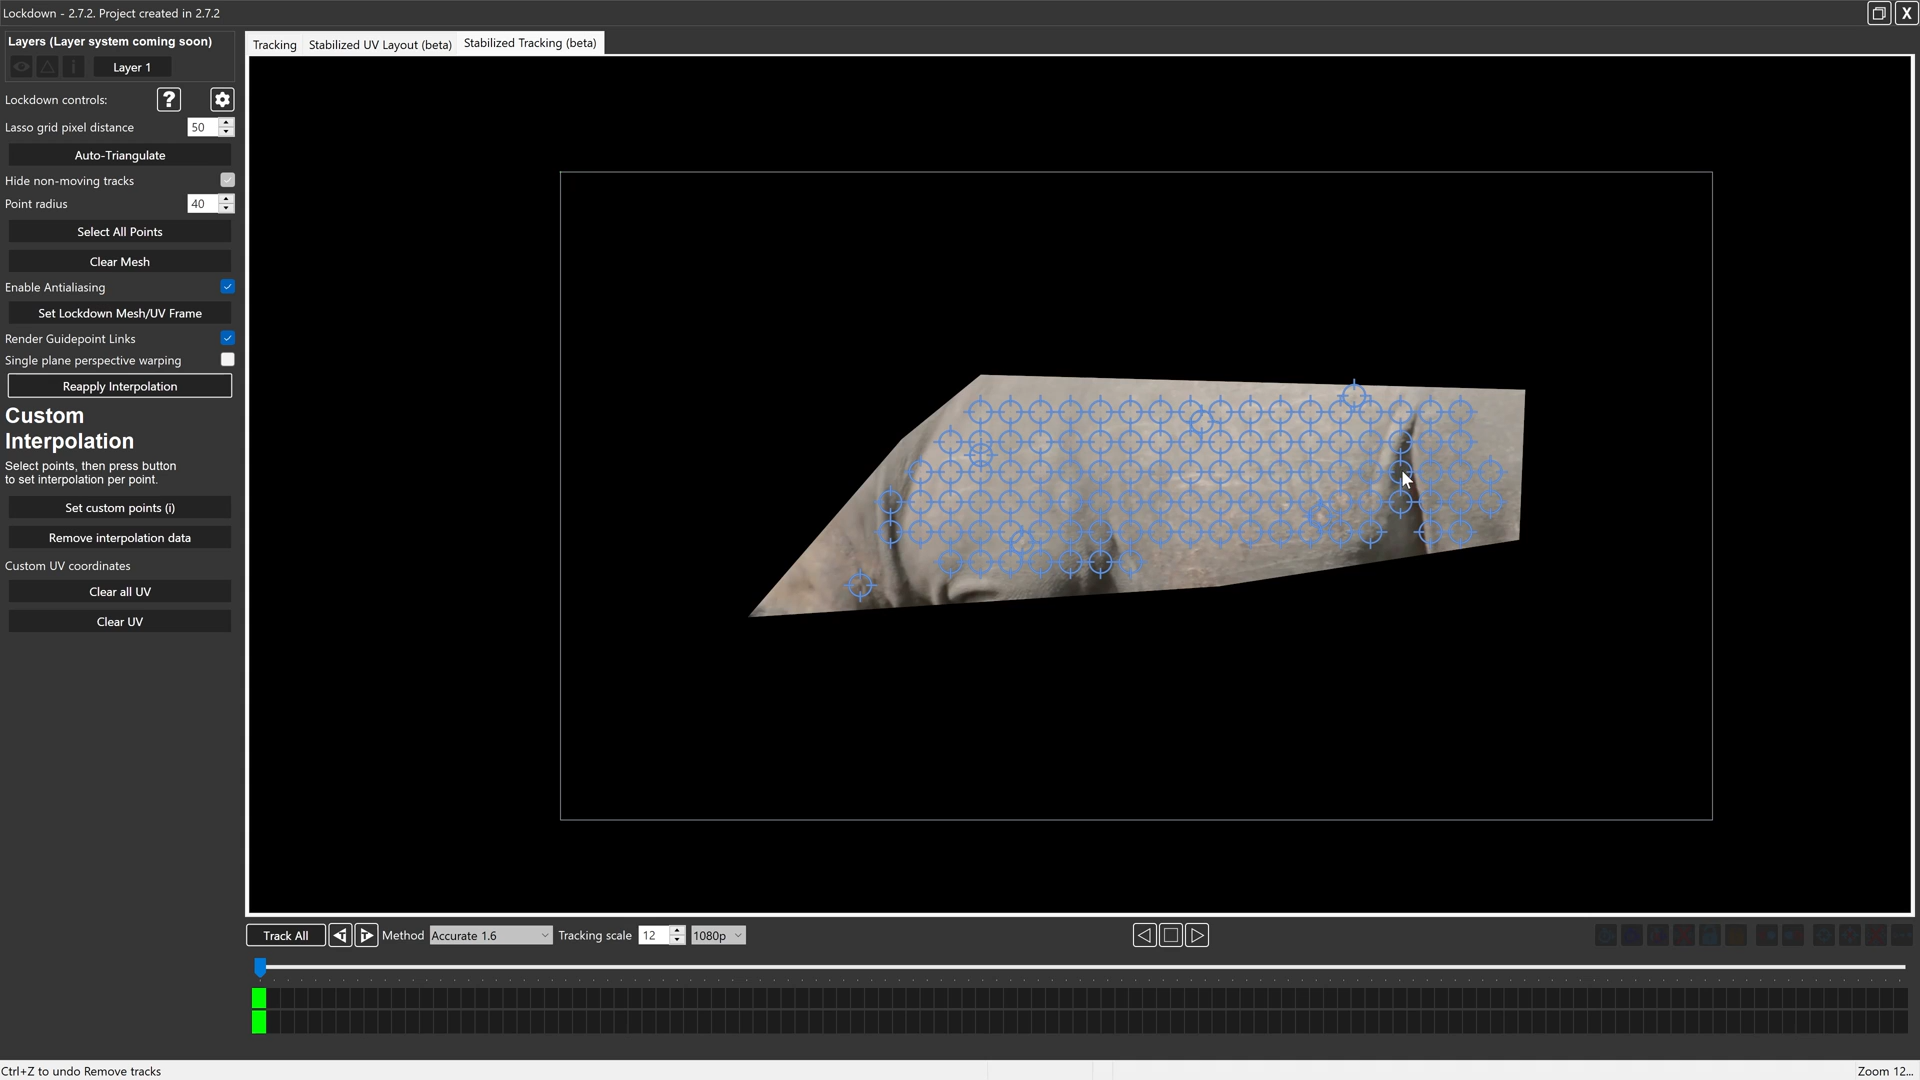 Lockdown - 2.7.2. Project created in 2.7.2
X
Layers (Layer system coming soon)
Layer 1
Tracking
Stabilized UV Layout (beta)
Stabilized Tracking (beta)
Lockdown controls:
?
Lasso grid pixel distance
50
Auto-Triangulate
Hide non-moving tracks
Point radius
40
Select All Points
Clear Mesh
Enable Antialiasing
Set Lockdown Mesh/UV Frame
Render Guidepoint Links
Single plane perspective warping
Reapply Interpolation
Custom
Interpolation
Select points, then press button
to set interpolation per point.
Set custom points (i)
Remove interpolation data
Custom UV coordinates
Clear all UV
Clear UV
Track All
Method
Accurate 1.6
Tracking scale
12
1080p
Ctrl+Z to undo Remove tracks
Zoom 12...